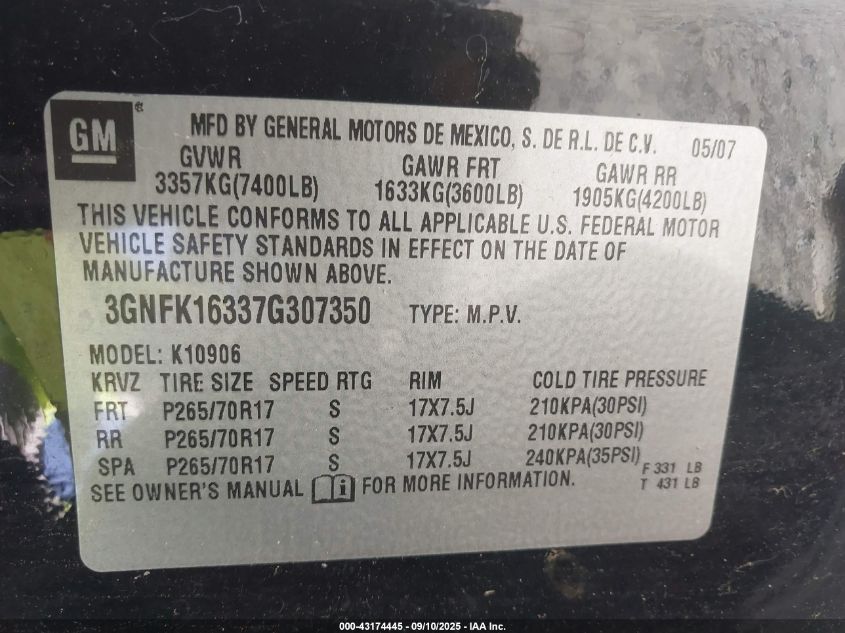 GM
MFD BY GENERAL MOTORS DE MEXICO, S. DE R.L. DE C.V. 05/07
GVWR GAWR FRT GAWR RR
3357KG(7400LB) 1633KG(3600LB) 1905KG(4200LB)
THIS VEHICLE CONFORMS TO ALL APPLICABLE U.S. FEDERAL MOTOR
VEHICLE SAFETY STANDARDS IN EFFECT ON THE DATE OF
MANUFACTURE SHOWN ABOVE.
3GNFK16337G307350 TYPE: M.P.V.
MODEL: K10906
KRVZ TIRE SIZE SPEED RTG RIM COLD TIRE PRESSURE
FRT P265/70R17 S 17X7.5J 210KPA(30PSI)
RR P265/70R17 S 17X7.5J 210KPA(30PSI)
SPA P265/70R17 S 17X7.5J 240KPA(35PSI) F 331 LB
SEE OWNER'S MANUAL FOR MORE INFORMATION. T 431 LB
000-43174445 - 09/10/2025 - IAA Inc.